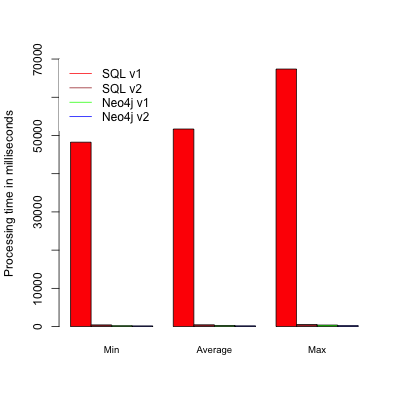 Processing time in milliseconds
70000
50000
30000
10000
0
SQL v1
SQL v2
Neo4j v1
Neo4j v2
Min
Average
Max